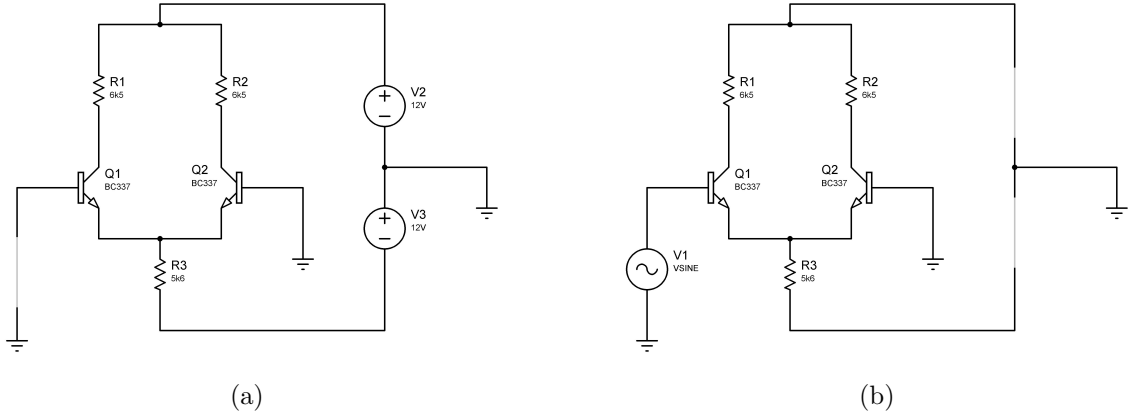 R1
6k5
R2
6k5
V2
12V
Q1
BC337
Q2
BC337
V3
12V
R3
5k6
(a)
R1
6k5
R2
6k5
Q1
BC337
Q2
BC337
V1
VSINE
R3
5k6
(b)